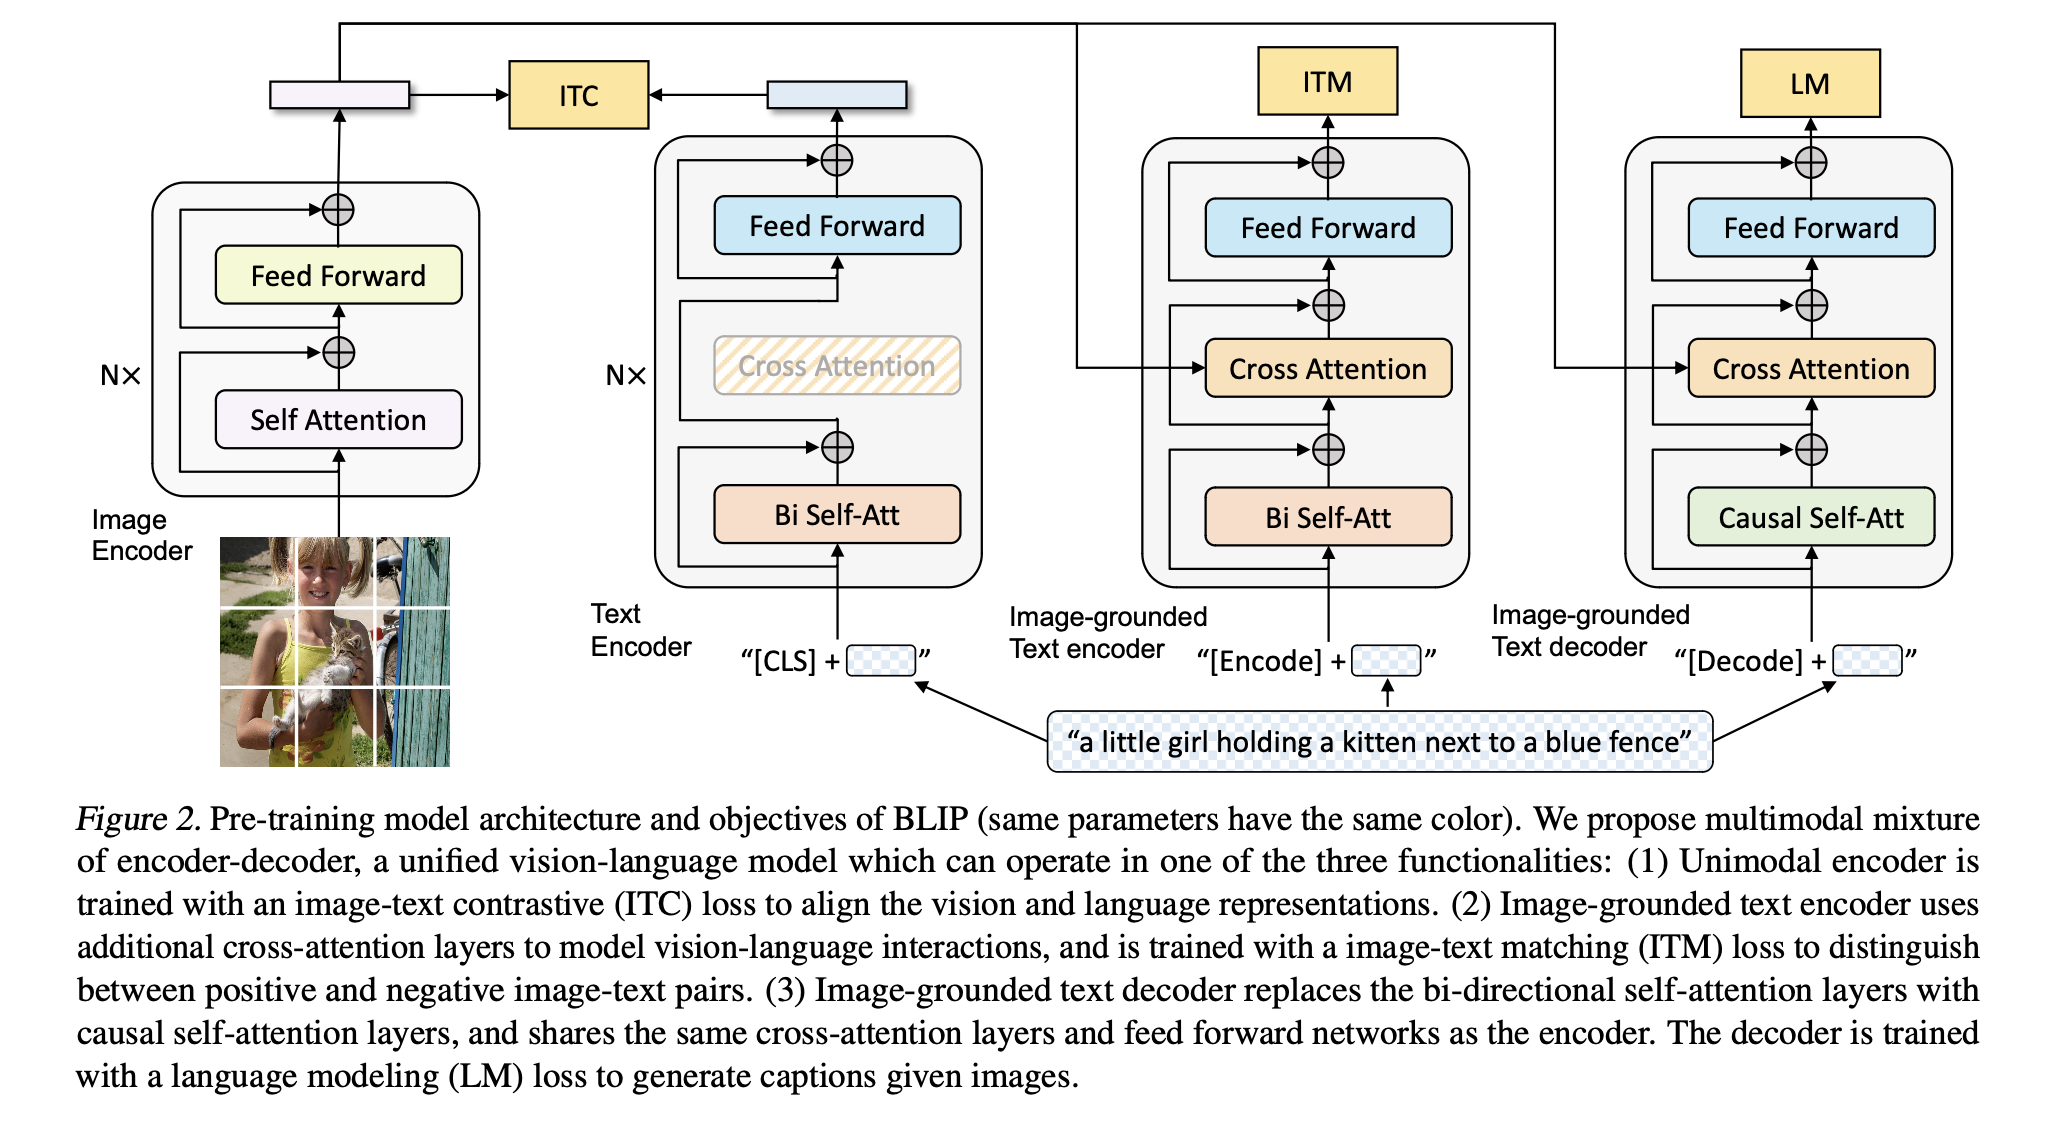 ITC
ITM
LM
Feed Forward
Self Attention
N×
Image
Encoder
Feed Forward
Cross Attention
Bi Self-Att
N×
Text
Encoder
“[CLS] + ”
Feed Forward
Cross Attention
Bi Self-Att
Image-grounded
Text encoder
“[Encode] + ”
Feed Forward
Cross Attention
Causal Self-Att
Image-grounded
Text decoder
“[Decode] + ”
“a little girl holding a kitten next to a blue fence”
Figure 2. Pre-training model architecture and objectives of BLIP (same parameters have the same color). We propose multimodal mixture
of encoder-decoder, a unified vision-language model which can operate in one of the three functionalities: (1) Unimodal encoder is
trained with an image-text contrastive (ITC) loss to align the vision and language representations. (2) Image-grounded text encoder uses
additional cross-attention layers to model vision-language interactions, and is trained with a image-text matching (ITM) loss to distinguish
between positive and negative image-text pairs. (3) Image-grounded text decoder replaces the bi-directional self-attention layers with
causal self-attention layers, and shares the same cross-attention layers and feed forward networks as the encoder. The decoder is trained
with a language modeling (LM) loss to generate captions given images.